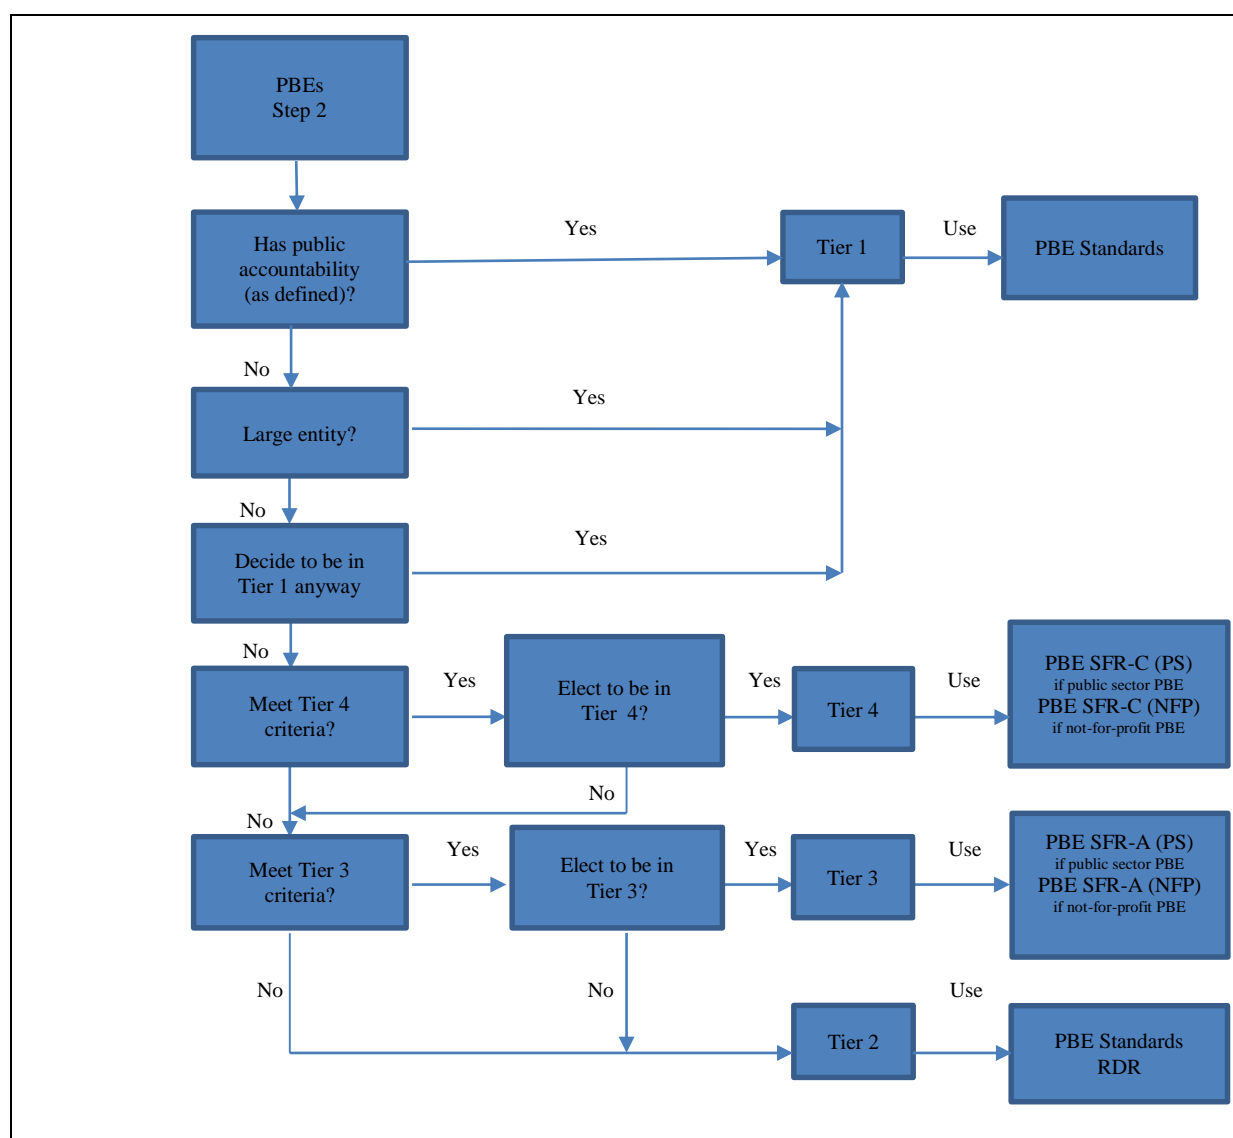 PBEs
Step 2
Has public
accountability
(as defined)?
Yes
Tier 1
Use
PBE Standards
No
Large entity?
Yes
No
Decide to be in
Tier 1 anyway
Yes
No
Meet Tier 4
criteria?
Yes
Elect to be in
Tier 4?
Yes
Tier 4
Use
PBE SFR-C (PS)
if public sector PBE
PBE SFR-C (NFP)
if not-for-profit PBE
No
No
Meet Tier 3
criteria?
Yes
Elect to be in
Tier 3?
Yes
Tier 3
Use
PBE SFR-A (PS)
if public sector PBE
PBE SFR-A (NFP)
if not-for-profit PBE
No
No
Tier 2
Use
PBE Standards
RDR